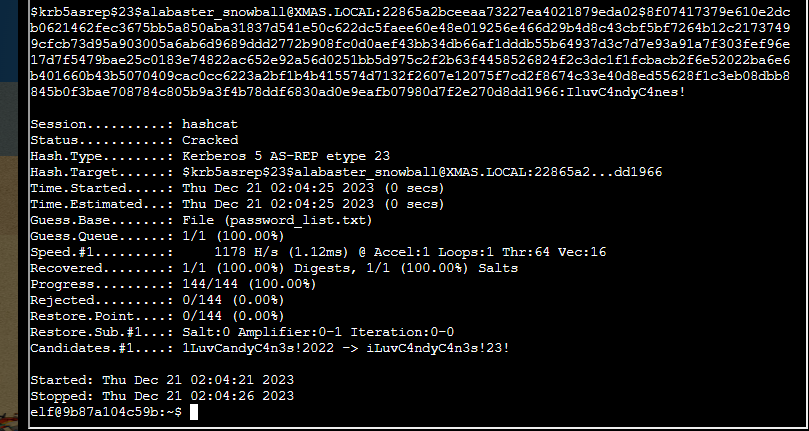 $krb5asrep$23$alabaster_snowball@XMAS.LOCAL:22865a2bceeaa73227ea4021879eda02$8f07417379e610e2dc
b0621462fec3675bb5a850aba31837d541e50c622dc5faee60e48e019256e466d29b4d8c43cbf5bf7264b12c2173749
9cfcb73d95a903005a6ab6d9689ddd2772b908fc0d0aef43bb34db66af1dddb55b64937d3c7d7e93a91a7f303fef96e
17d7f5479bae25c0183e74822ac652e92a56d0251bb5d975c2f2b63f4458526824f2c3dc1f1fcbacb2f6e52022ba6e6
b401660b43b5070409cac0cc6223a2bf1b4b415574d7132f2607e12075f7cd2f8674c33e40d8ed55628f1c3eb08dbb8
845b0f3bae708784c805b9a3f4b78ddf6830ad0e9eafb07980d7f2e270d8dd1966:IluvC4ndyC4nes!
Session..........: hashcat
Status...........: Cracked
Hash.Type........: Kerberos 5 AS-REP etype 23
Hash.Target......: $krb5asrep$23$alabaster_snowball@XMAS.LOCAL:22865a2...dd1966
Time.Started.....: Thu Dec 21 02:04:25 2023 (0 secs)
Time.Estimated...: Thu Dec 21 02:04:25 2023 (0 secs)
Guess.Base.......: File (password_list.txt)
Guess.Queue......: 1/1 (100.00%)
Speed.#1.........:     1178 H/s (1.12ms) @ Accel:1 Loops:1 Thr:64 Vec:16
Recovered........: 1/1 (100.00%) Digests, 1/1 (100.00%) Salts
Progress.........: 144/144 (100.00%)
Rejected.........: 0/144 (0.00%)
Restore.Point....: 0/144 (0.00%)
Restore.Sub.#1...: Salt:0 Amplifier:0-1 Iteration:0-0
Candidates.#1....: 1LuvCandyC4n3s!2022 -> iLuvC4ndyC4n3s!23!
Started: Thu Dec 21 02:04:21 2023
Stopped: Thu Dec 21 02:04:26 2023
elf@9b87a104c59b:~$